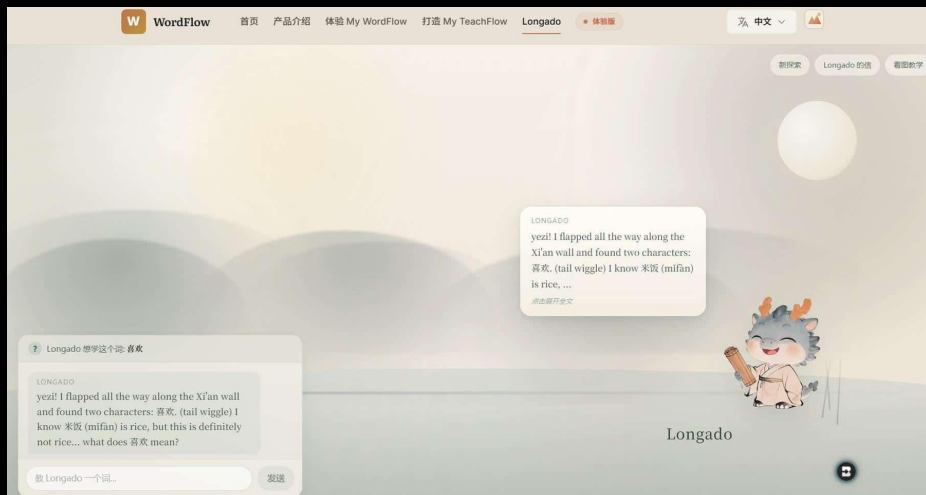 W WordFlow 首页 产品介绍 体验 My WordFlow 打造 My TeachFlow Longado 体验版 中文
新探索 Longado 的信 看图教学
LONGADO
yezi! I flapped all the way along the
Xi'an wall and found two characters:
喜欢. (tail wiggle) I know 米饭 (mǐfàn)
is rice, ...
点击展开全文
Longado
? Longado 想学这个词: 喜欢
LONGADO
yezi! I flapped all the way along the Xi'an wall
and found two characters: 喜欢. (tail wiggle) I
know 米饭 (mǐfàn) is rice, but this is definitely
not rice... what does 喜欢 mean?
教 Longado 一个词... 发送